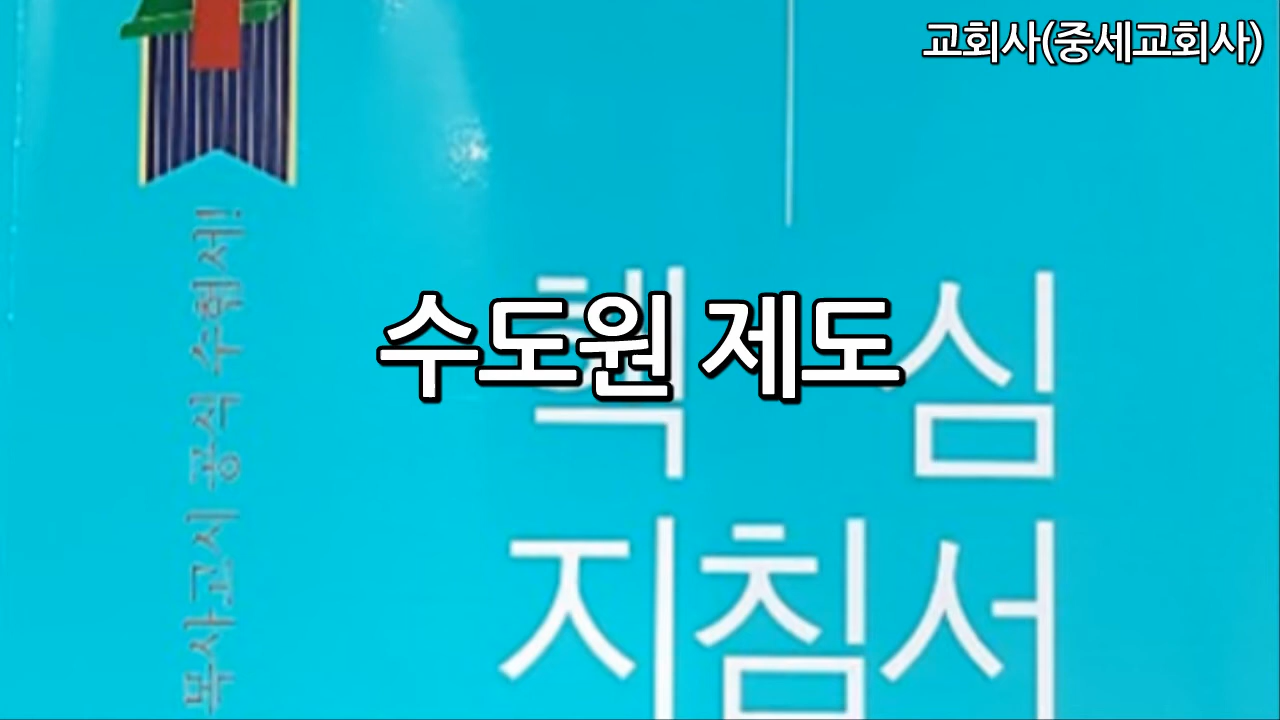 교회사(중세교회사)
목사고시 공식 수험서!
수도원 제도
핵심
지침서